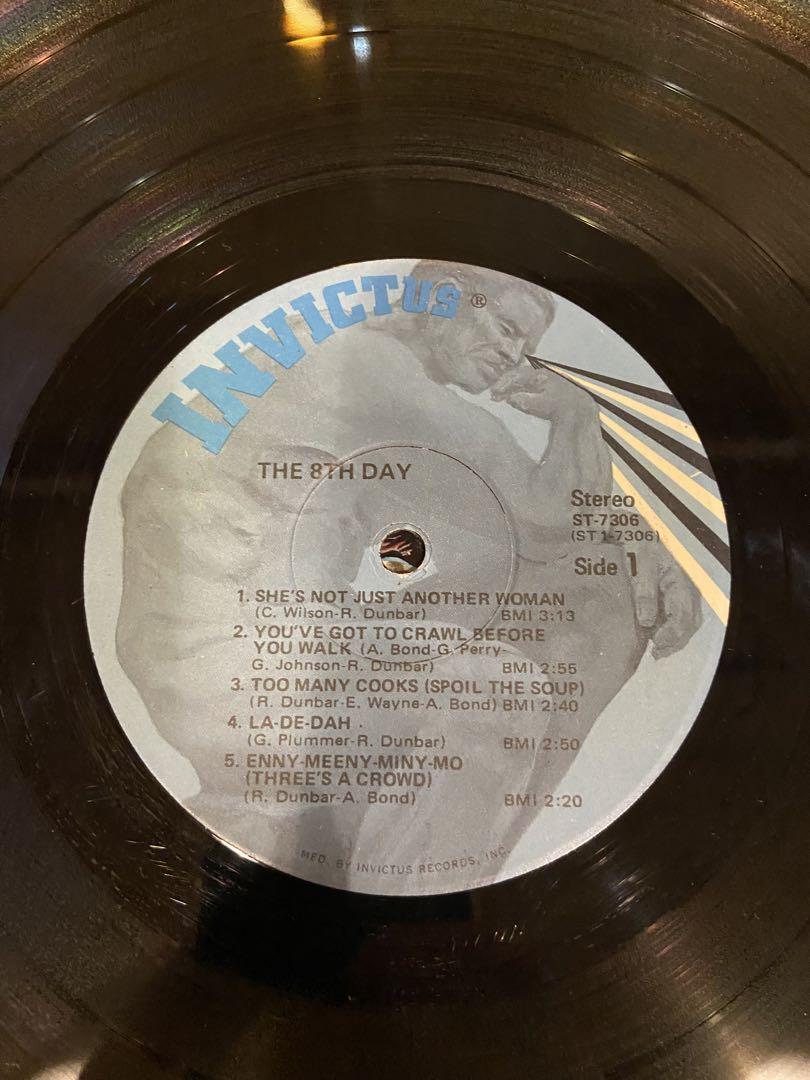 INVICTUS®
THE 8TH DAY
Stereo
ST-7306
(ST1-7306)
Side 1
1. SHE'S NOT JUST ANOTHER WOMAN
(C. Wilson-R. Dunbar) BMI 3:13
2. YOU'VE GOT TO CRAWL BEFORE
YOU WALK (A. Bond-G. Perry-
G. Johnson-R. Dunbar) BMI 2:55
3. TOO MANY COOKS (SPOIL THE SOUP)
(R. Dunbar-E. Wayne-A. Bond) BMI 2:40
4. LA-DE-DAH
(G. Plummer-R. Dunbar) BMI 2:50
5. ENNY-MEENY-MINY-MO
(THREE'S A CROWD)
(R. Dunbar-A. Bond) BMI 2:20
MFD. BY INVICTUS RECORDS, INC.